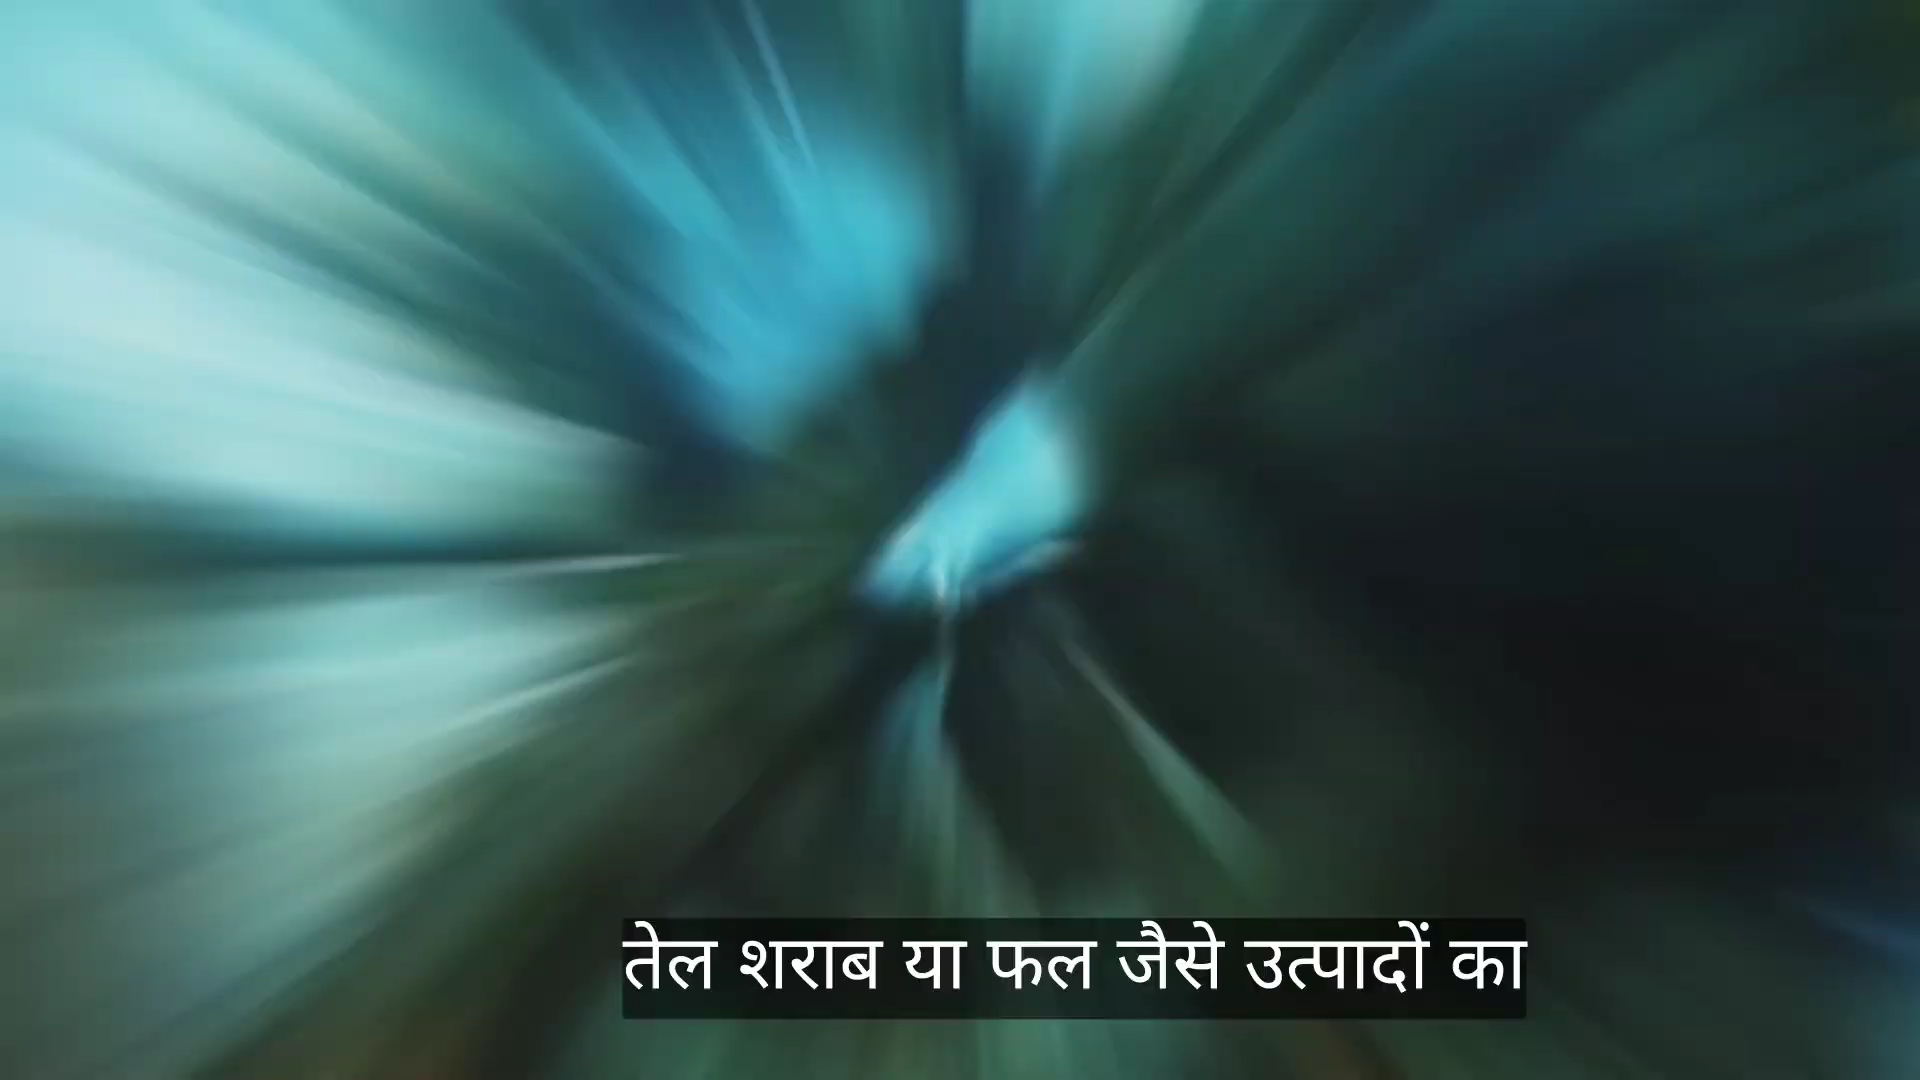 तेल शराब या फल जैसे उत्पादों का